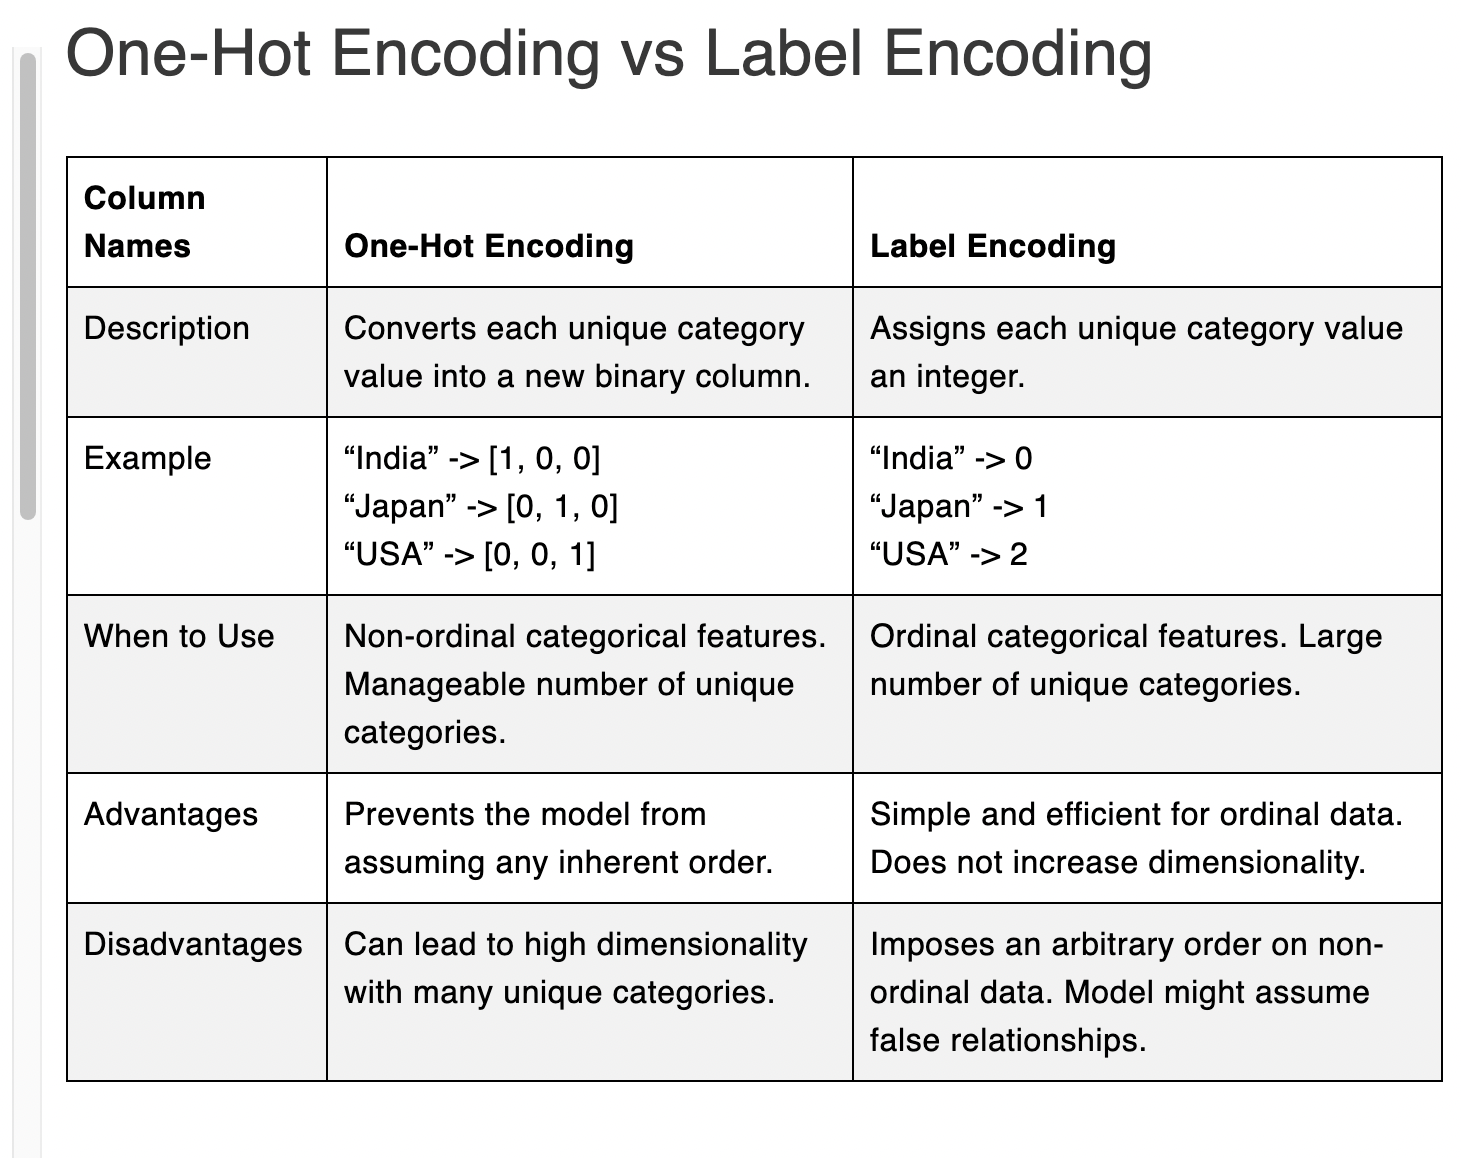 One-Hot Encoding vs Label Encoding
Column
Names
One-Hot Encoding
Label Encoding
Description
Converts each unique category
value into a new binary column.
Assigns each unique category value
an integer.
Example
“India” -> [1, 0, 0]
“Japan” -> [0, 1, 0]
“USA” -> [0, 0, 1]
“India” -> 0
“Japan” -> 1
“USA” -> 2
When to Use
Non-ordinal categorical features.
Manageable number of unique
categories.
Ordinal categorical features. Large
number of unique categories.
Advantages
Prevents the model from
assuming any inherent order.
Simple and efficient for ordinal data.
Does not increase dimensionality.
Disadvantages
Can lead to high dimensionality
with many unique categories.
Imposes an arbitrary order on non-
ordinal data. Model might assume
false relationships.